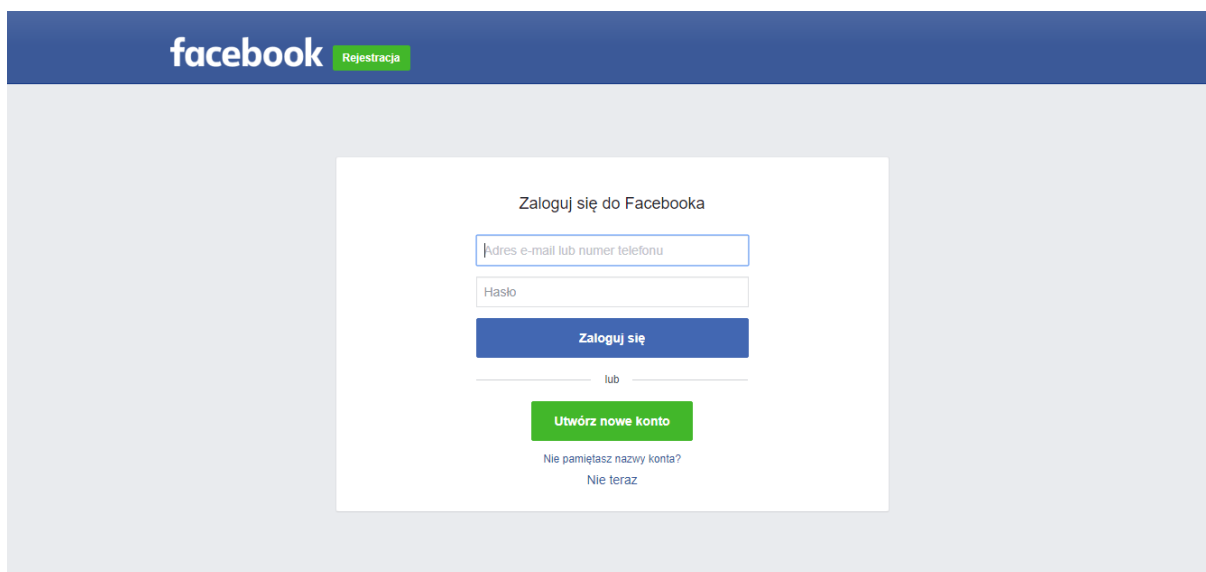 facebook Rejestracja
Zaloguj się do Facebooka
Adres e-mail lub numer telefonu
Hasło
Zaloguj się
lub
Utwórz nowe konto
Nie pamiętasz nazwy konta?
Nie teraz